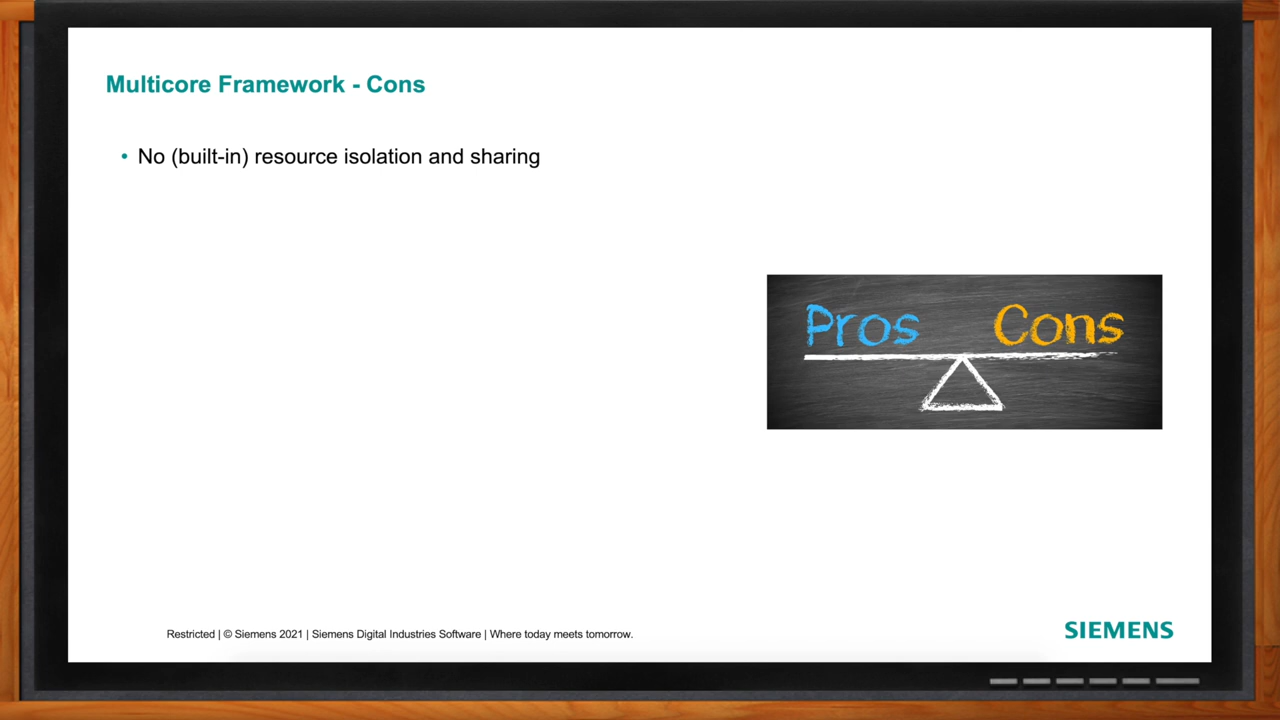 Multicore Framework - Cons
• No (built-in) resource isolation and sharing
Pros Cons
Restricted | © Siemens 2021 | Siemens Digital Industries Software | Where today meets tomorrow.
SIEMENS